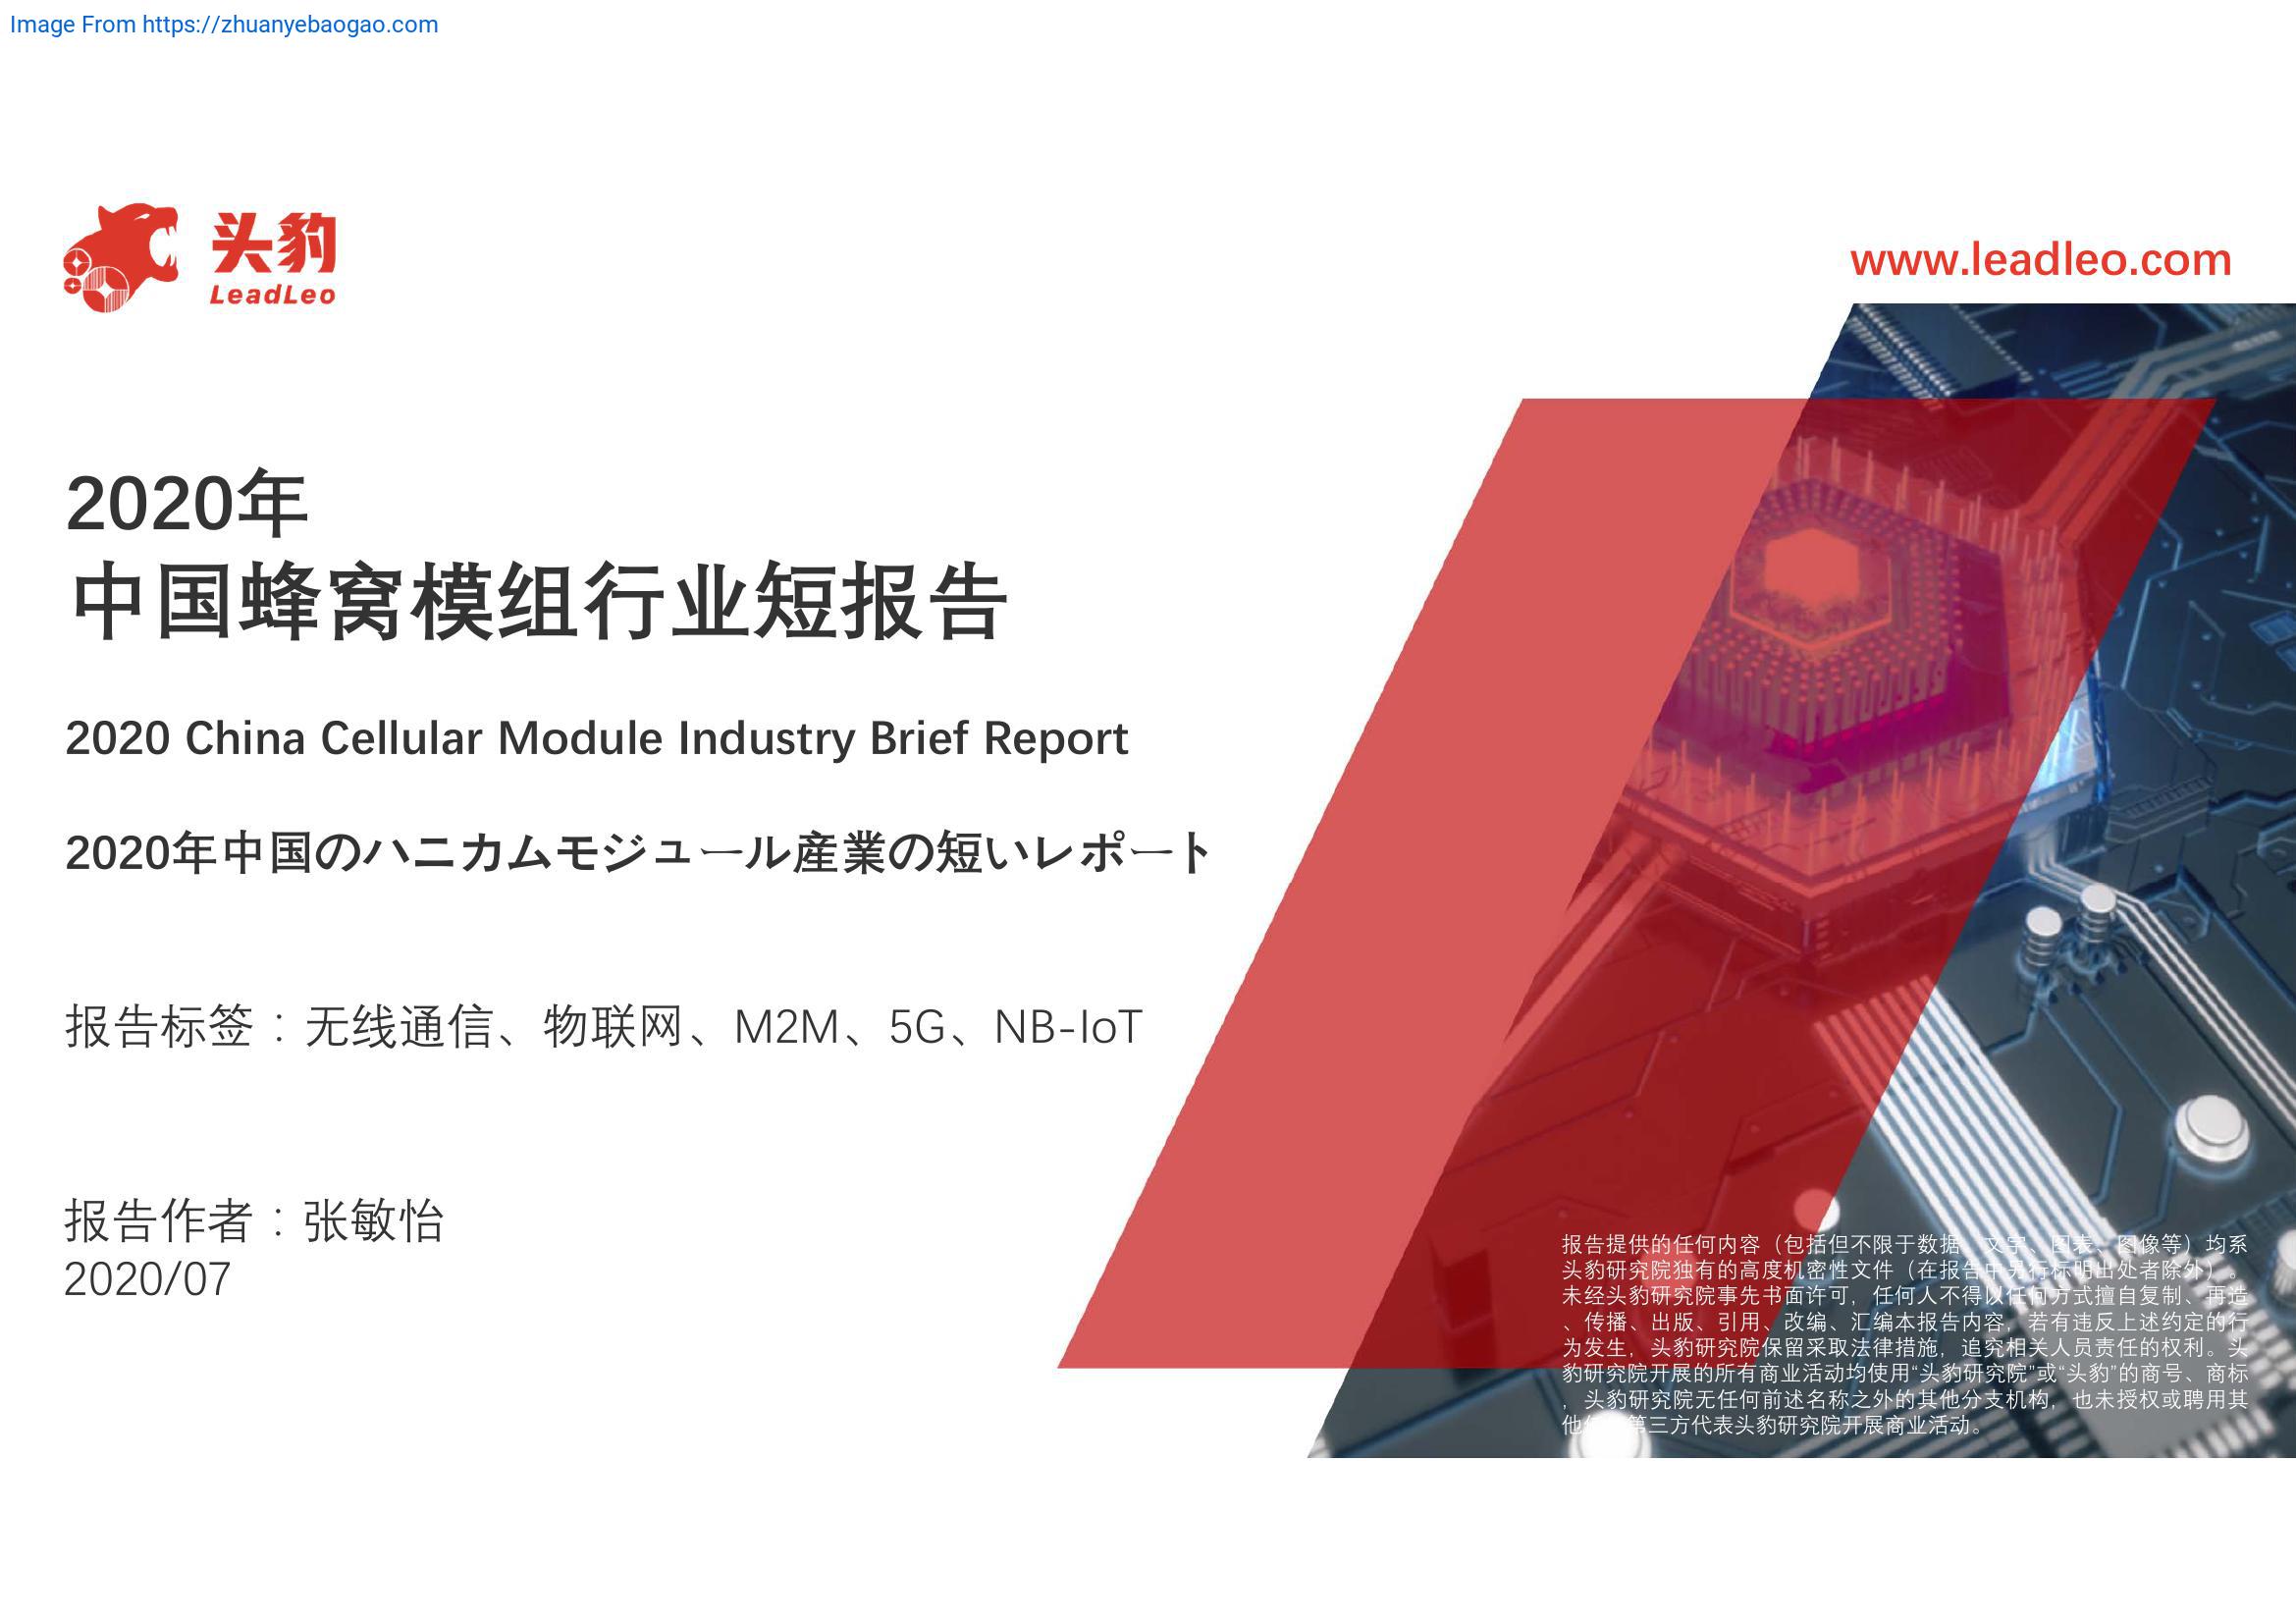 Image From https://zhuanyebaogao.com
头豹
LeadLeo
www.leadleo.com
2020年
中国蜂窝模组行业短报告
2020 China Cellular Module Industry Brief Report
2020年中国のハニカムモジュール産業の短いレポート
报告标签：无线通信、物联网、M2M、5G、NB-IoT
报告作者：张敏怡
2020/07
报告提供的任何内容（包括但不限于数据、文字、图表、图像等）均系
头豹研究院独有的高度机密性文件（在报告中另行标明出处者除外）。
未经头豹研究院事先书面许可，任何人不得以任何方式擅自复制、再造
、传播、出版、引用、改编、汇编本报告内容，若有违反上述约定的行
为发生，头豹研究院保留采取法律措施，追究相关人员责任的权利。头
豹研究院开展的所有商业活动均使用“头豹研究院”或“头豹”的商号、商标
，头豹研究院无任何前述名称之外的其他分支机构，也未授权或聘用其
他 第三方代表头豹研究院开展商业活动。